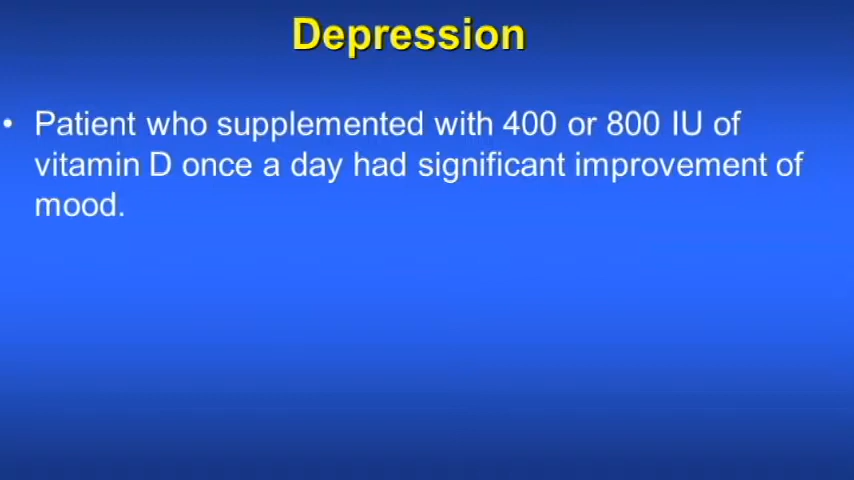 Depression
• Patient who supplemented with 400 or 800 IU of
vitamin D once a day had significant improvement of
mood.